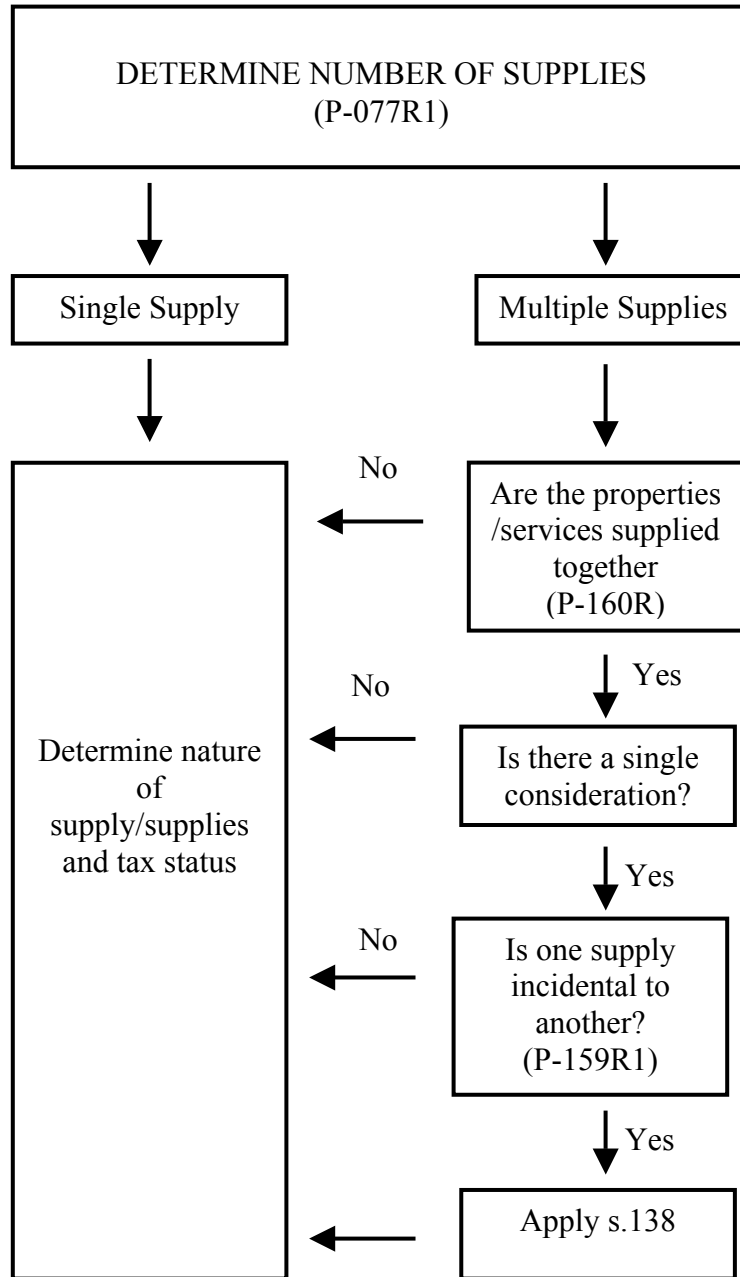 DETERMINE NUMBER OF SUPPLIES
(P-077R1)
Single Supply
Multiple Supplies
No
Are the properties
/services supplied
together
(P-160R)
Yes
No
Is there a single
consideration?
Determine nature
of
supply/supplies
and tax status
Yes
No
Is one supply
incidental to
another?
(P-159R1)
Yes
Apply s.138